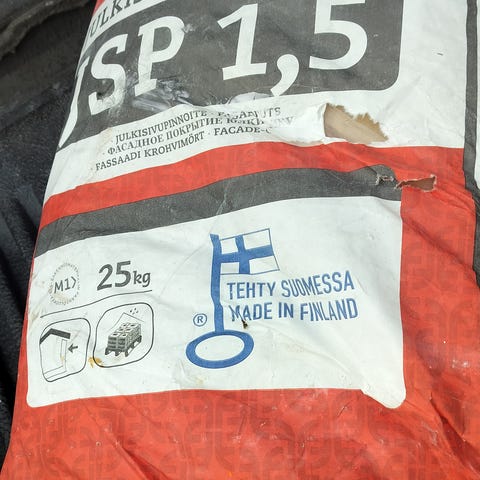 TSP 1,5
JULKISIVUPINNOITE
ФАСАДНОЕ ПОКРЫТИЕ
FASSAADI KROHVIMÖRT · FACADE-
M1
25kg
TEHTY SUOMESSA
® MADE IN FINLAND